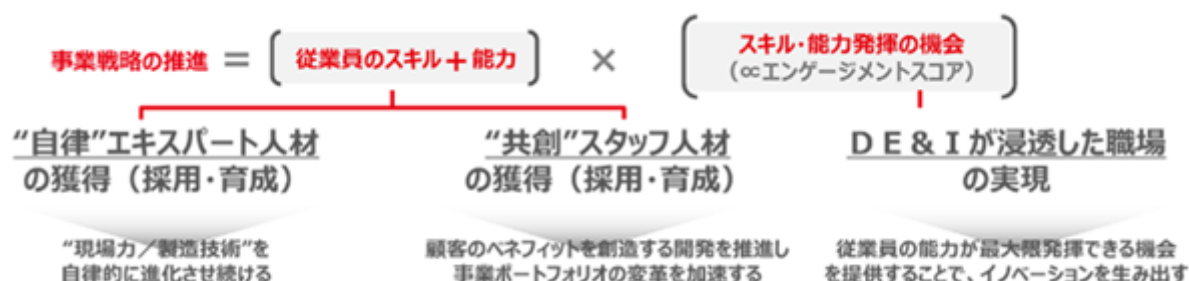 事業戦略の推進 = 従業員のスキル+能力 × スキル・能力発揮の機会
(∝エンゲージメントスコア)
“自律”エキスパート人材
の獲得(採用・育成)
“共創”スタッフ人材
の獲得(採用・育成)
DE&Iが浸透した職場
の実現
“現場力/製造技術”を
自律的に進化させ続ける
顧客のベネフィットを創造する開発を推進し
事業ポートフォリオの変革を加速する
従業員の能力が最大限発揮できる機会
を提供することで、イノベーションを生み出す